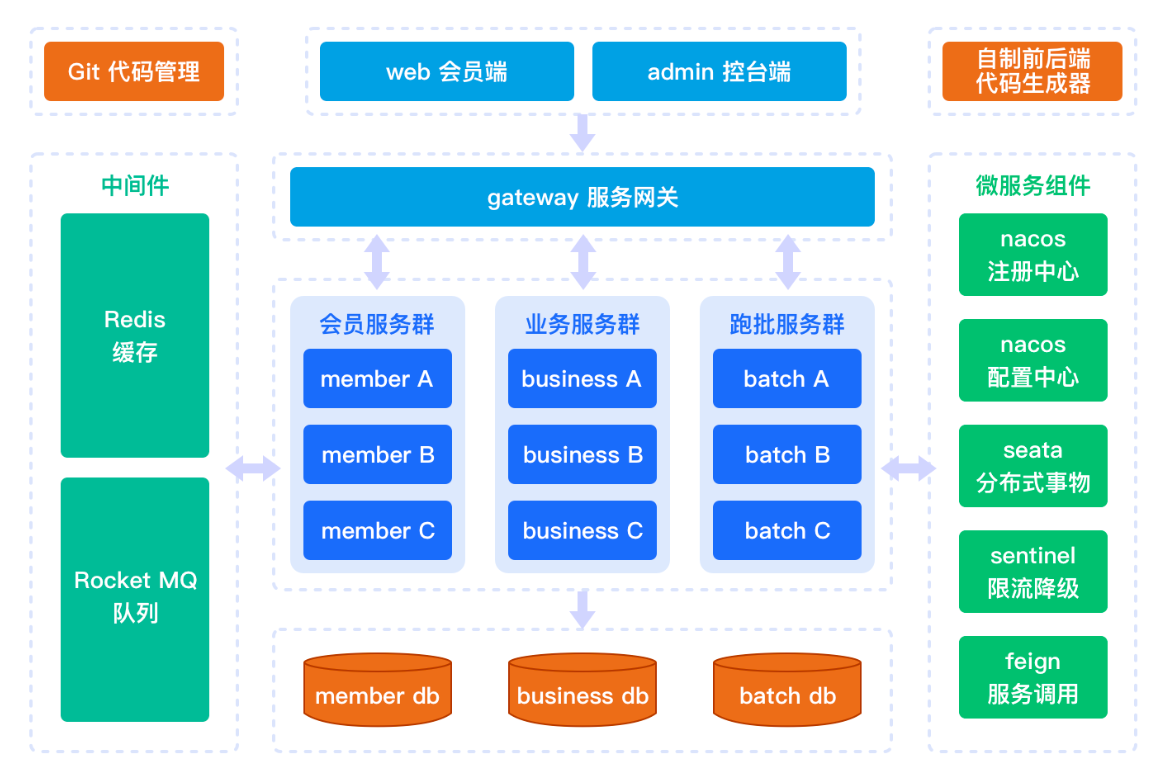 Git 代码管理
web 会员端
admin 控台端
自制前后端
代码生成器
gateway 服务网关
中间件
Redis
缓存
Rocket MQ
队列
会员服务群
member A
member B
member C
业务服务群
business A
business B
business C
跑批服务群
batch A
batch B
batch C
member db
business db
batch db
微服务组件
nacos
注册中心
nacos
配置中心
seata
分布式事物
sentinel
限流降级
feign
服务调用